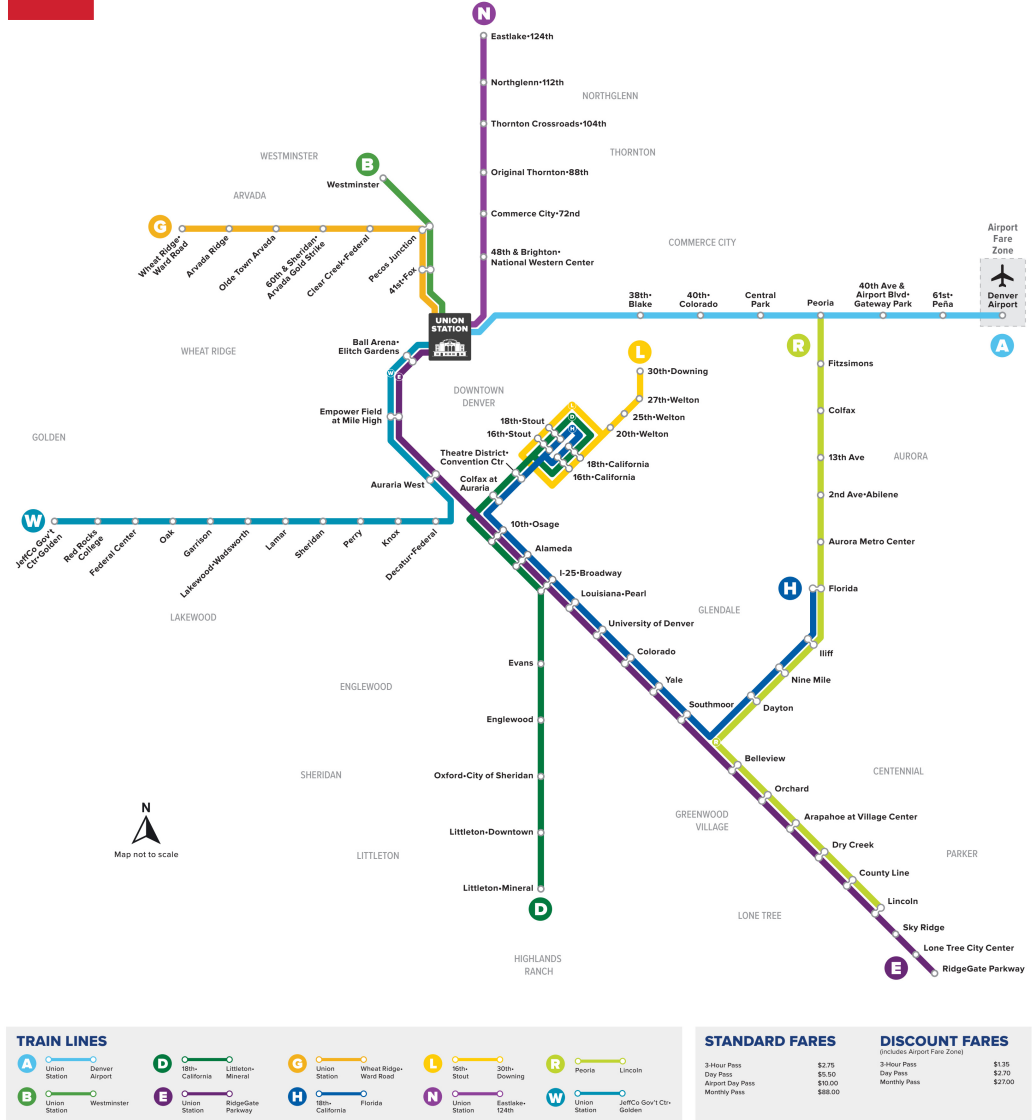 N
Eastlake•124th
Northglenn•112th
NORTHGLENN
Thornton Crossroads•104th
THORNTON
WESTMINSTER
B
Westminster
Original Thornton•88th
ARVADA
Commerce City•72nd
G
Wheat Ridge•
Ward Road
Arvada Ridge
Olde Town Arvada
60th & Sheridan•
Arvada Gold Strike
Clear Creek•Federal
Pecos Junction
41st•Fox
48th & Brighton•
National Western Center
COMMERCE CITY
Airport
Fare
Zone
38th•
Blake
40th•
Colorado
Central
Park
Peoria
40th Ave &
Airport Blvd•
Gateway Park
61st•
Peña
Denver
Airport
A
UNION
STATION
Ball Arena•
Elitch Gardens
WHEAT RIDGE
R
L
30th•Downing
27th•Welton
25th•Welton
20th•Welton
Fitzsimons
Colfax
13th Ave
AURORA
2nd Ave•Abilene
Aurora Metro Center
W
E
DOWNTOWN
DENVER
Empower Field
at Mile High
L
D
H
18th•Stout
16th•Stout
Theatre District•
Convention Ctr
18th•California
16th•California
Colfax at
Auraria
Auraria West
GOLDEN
W
JeffCo Gov't
Ctr•Golden
Red Rocks
College
Federal Center
Oak
Garrison
Lakewood•Wadsworth
Lamar
Sheridan
Perry
Knox
Decatur•Federal
10th•Osage
Alameda
I-25•Broadway
Louisiana•Pearl
University of Denver
Colorado
Yale
Southmoor
H
Florida
Iliff
Nine Mile
Dayton
GLENDALE
LAKEWOOD
Evans
ENGLEWOOD
Englewood
SHERIDAN
Oxford•City of Sheridan
Littleton•Downtown
LITTLETON
Littleton•Mineral
D
HIGHLANDS
RANCH
R
Belleview
CENTENNIAL
Orchard
GREENWOOD
VILLAGE
Arapahoe at Village Center
Dry Creek
PARKER
County Line
Lincoln
LONE TREE
Sky Ridge
Lone Tree City Center
RidgeGate Parkway
E
N
Map not to scale
TRAIN LINES
A
Union
Station
Denver
Airport
D
18th•
California
Littleton•
Mineral
G
Union
Station
Wheat Ridge•
Ward Road
L
16th•
Stout
30th•
Downing
R
Peoria
Lincoln
B
Union
Station
Westminster
E
Union
Station
RidgeGate
Parkway
H
18th•
California
Florida
N
Union
Station
Eastlake•
124th
W
Union
Station
JeffCo Gov't Ctr•
Golden
STANDARD FARES
3-Hour Pass $2.75
Day Pass $5.50
Airport Day Pass $10.00
Monthly Pass $88.00
DISCOUNT FARES
(includes Airport Fare Zone)
3-Hour Pass $1.35
Day Pass $2.70
Monthly Pass $27.00